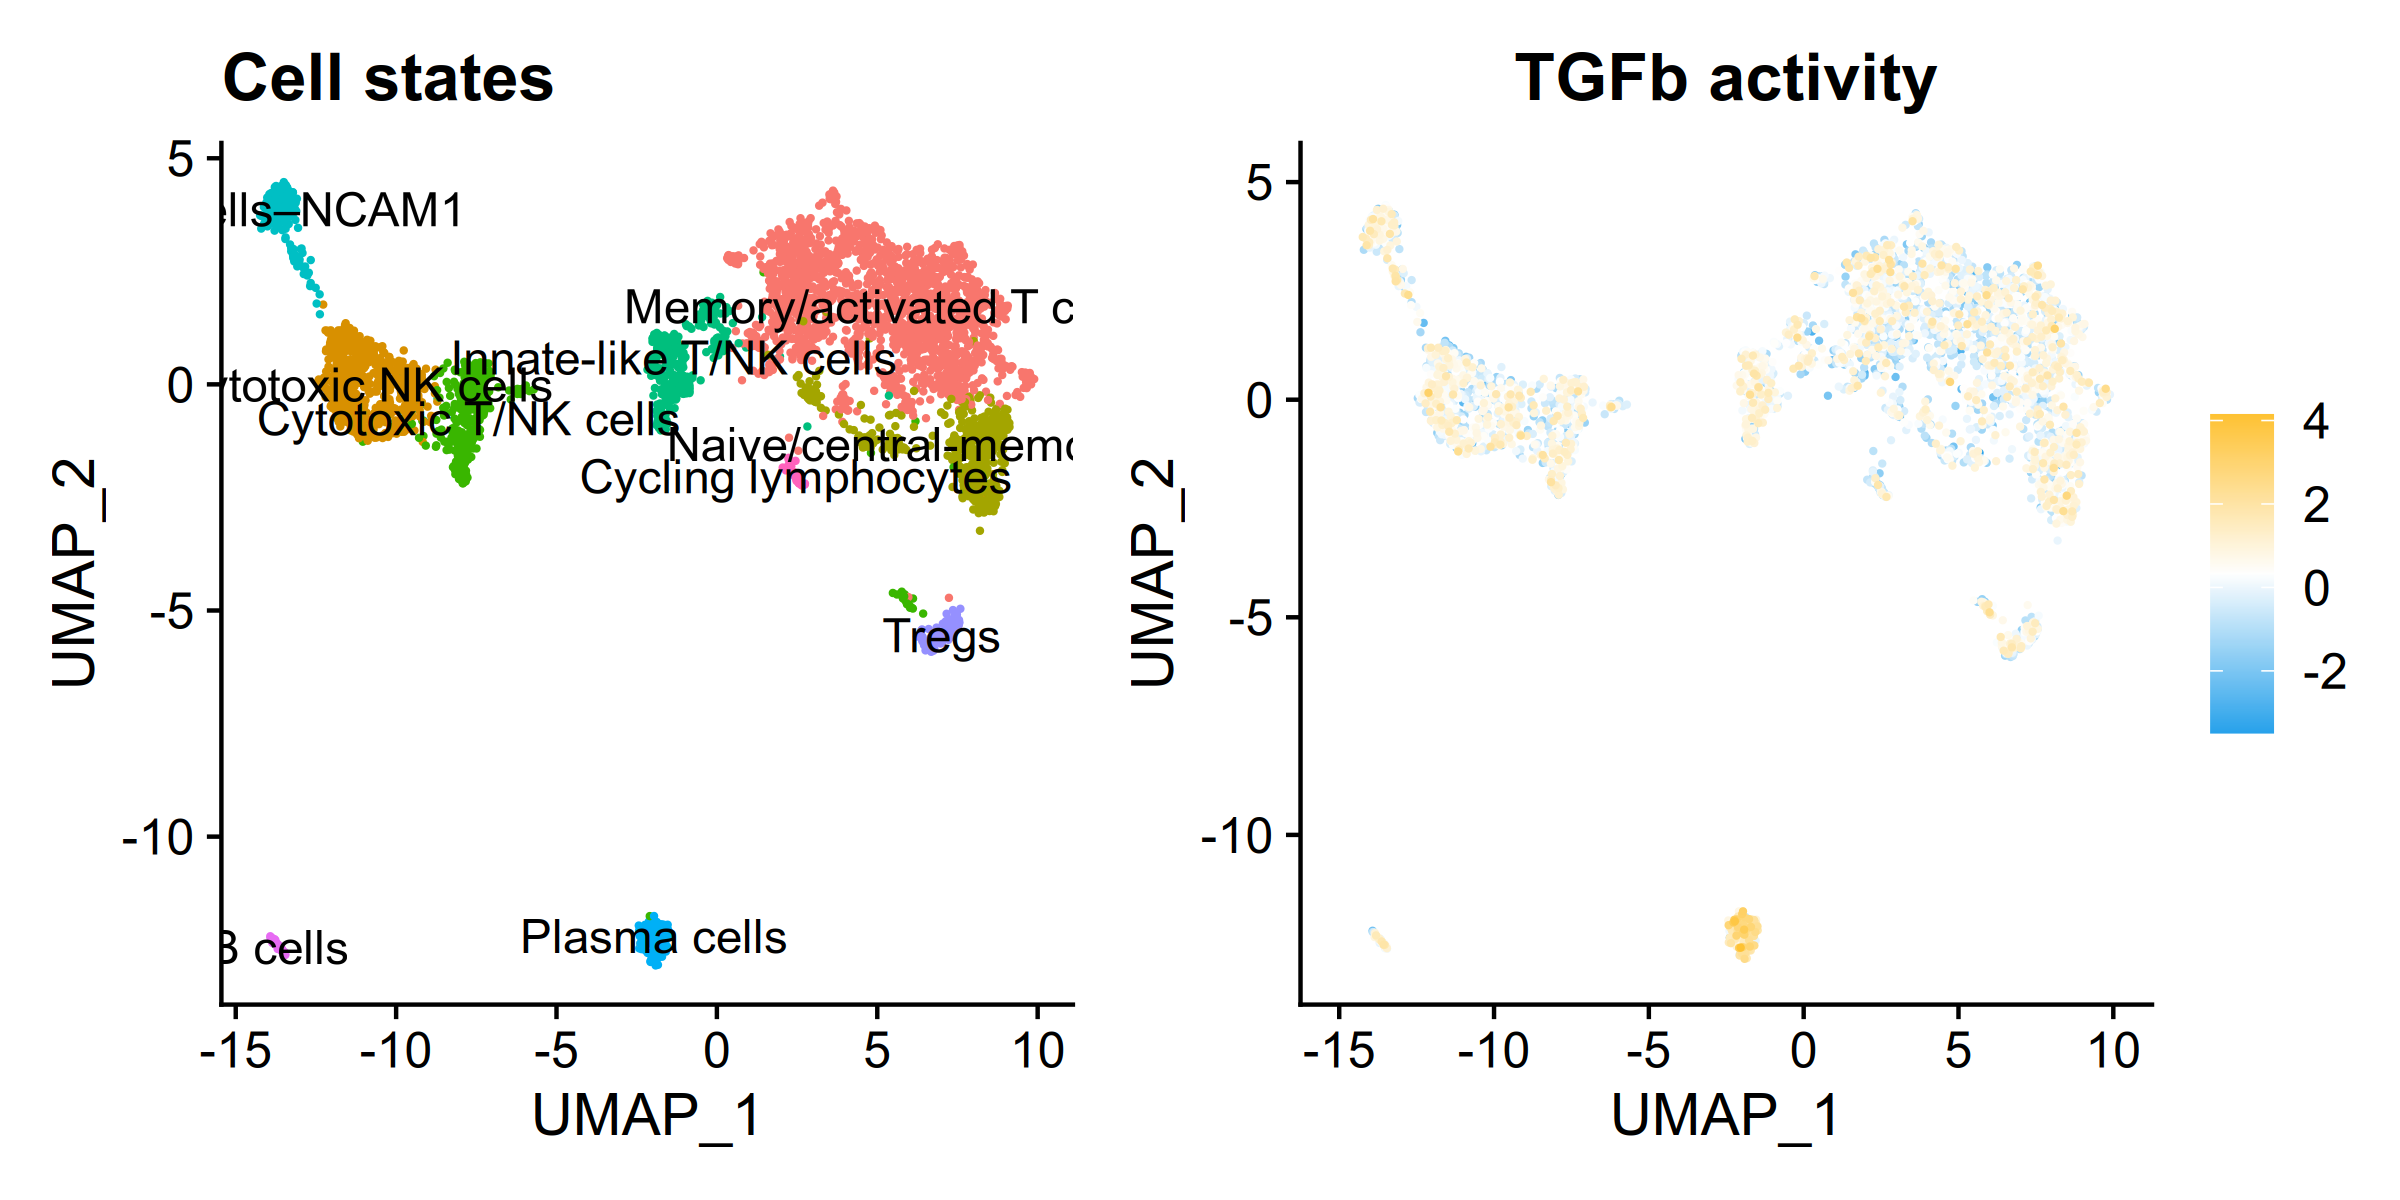 Cell states
5
0
-5
-10
-15
-10
-5
0
5
10
UMAP_1
UMAP_2
ells–NCAM1
Memory/activated T c
Innate-like T/NK cells
ytotoxic NK cells
Cytotoxic T/NK cells
Naive/central-memo
Cycling lymphocytes
Tregs
Plasma cells
B cells
TGFb activity
5
0
-5
-10
-15
-10
-5
0
5
10
UMAP_1
UMAP_2
4
2
0
-2